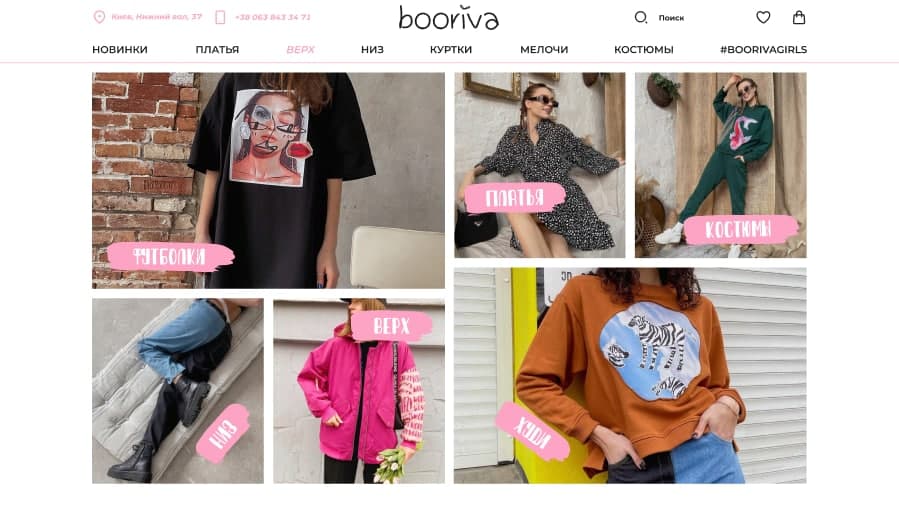 Киев, Нижний вал, 37
+38 063 843 34 71
booriva
Поиск
НОВИНКИ
ПЛАТЬЯ
ВЕРХ
НИЗ
КУРТКИ
МЕЛОЧИ
КОСТЮМЫ
#BOORIVAGIRLS
ФУТБОЛКИ
ПЛАТЬЯ
КОСТЮМЫ
НИЗ
ВЕРХ
ХУДИ